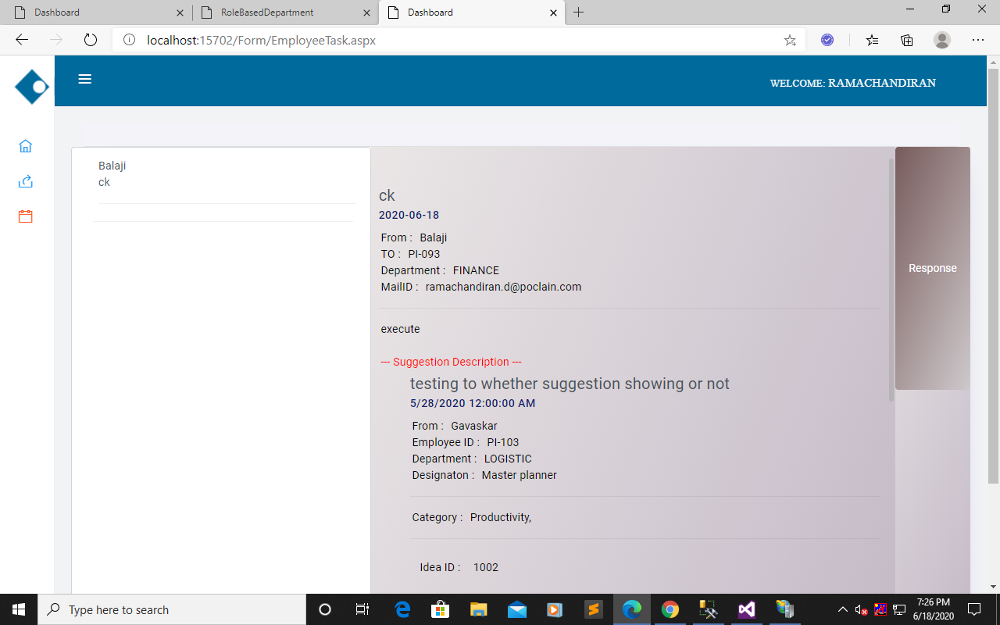 Dashboard
RoleBasedDepartment
Dashboard
localhost:15702/Form/EmployeeTask.aspx
WELCOME: RAMACHANDIRAN
Balaji
ck
ck
2020-06-18
From : Balaji
TO : PI-093
Department : FINANCE
MailID : ramachandiran.d@poclain.com
execute
--- Suggestion Description ---
testing to whether suggestion showing or not
5/28/2020 12:00:00 AM
From : Gavaskar
Employee ID : PI-103
Department : LOGISTIC
Designaton : Master planner
Category : Productivity,
Idea ID : 1002
Response
Type here to search
7:26 PM
6/18/2020